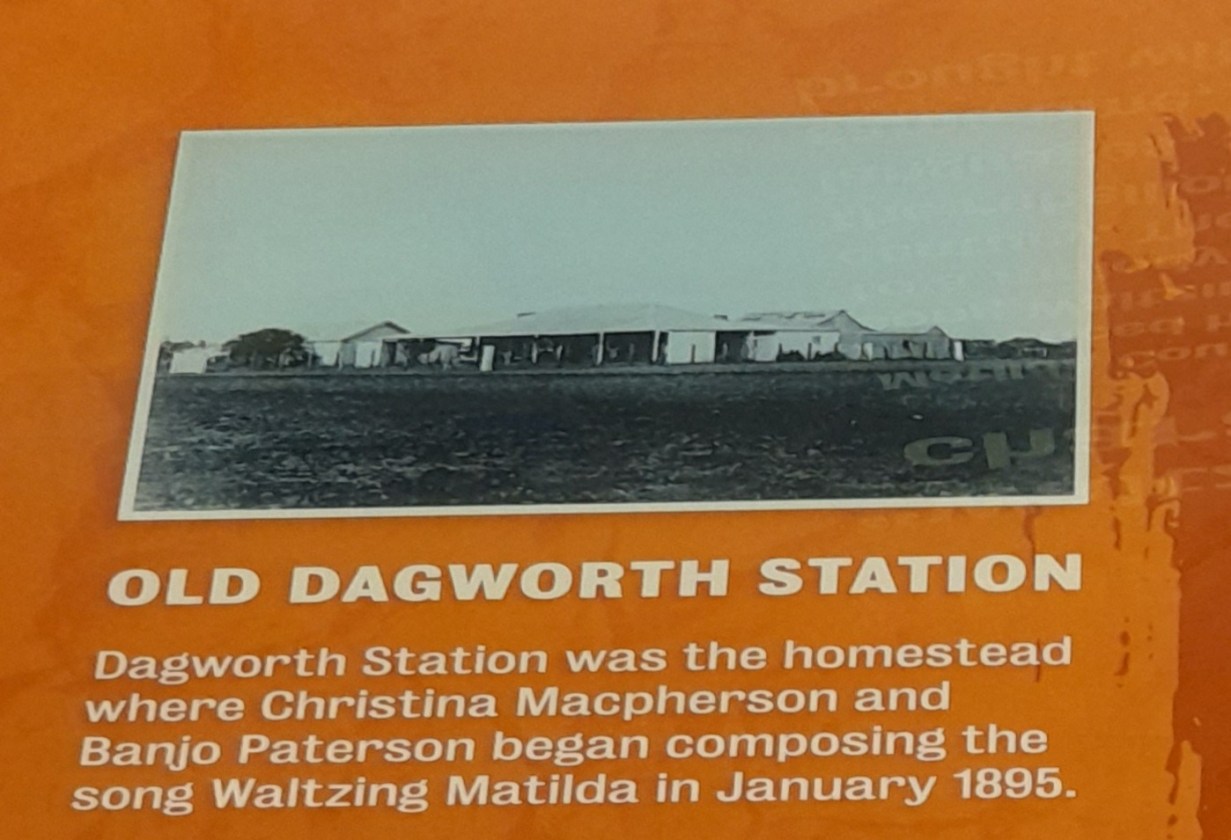 OLD DAGWORTH STATION
Dagworth Station was the homestead
where Christina Macpherson and
Banjo Paterson began composing the
song Waltzing Matilda in January 1895.